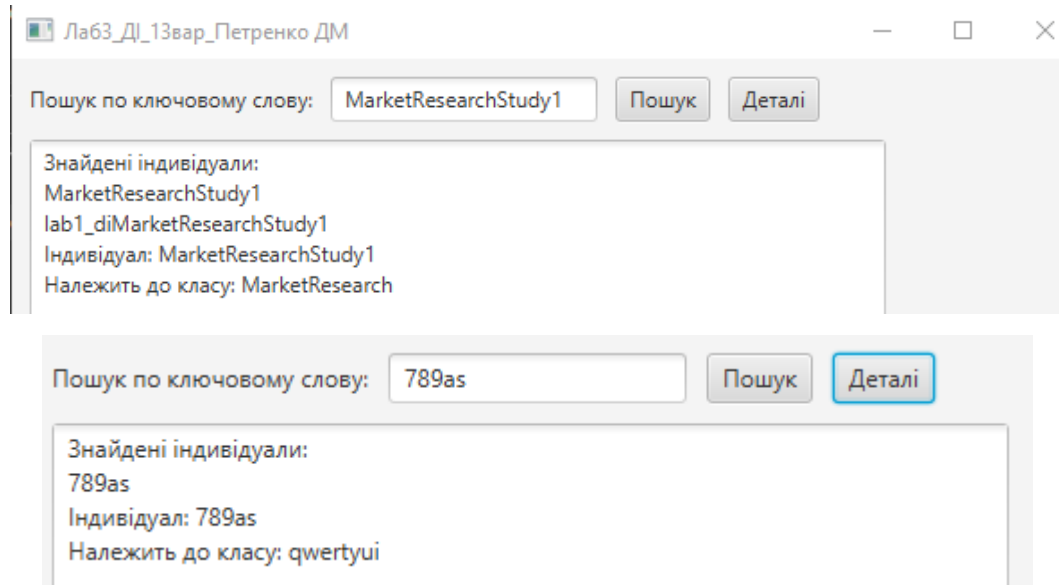 Лаб3_ДІ_13вар_Петренко ДМ
Пошук по ключовому слову: MarketResearchStudy1 Пошук Деталі
Знайдені індивідуали:
MarketResearchStudy1
lab1_diMarketResearchStudy1
Індивідуал: MarketResearchStudy1
Належить до класу: MarketResearch
Пошук по ключовому слову: 789as Пошук Деталі
Знайдені індивідуали:
789as
Індивідуал: 789as
Належить до класу: qwertyui